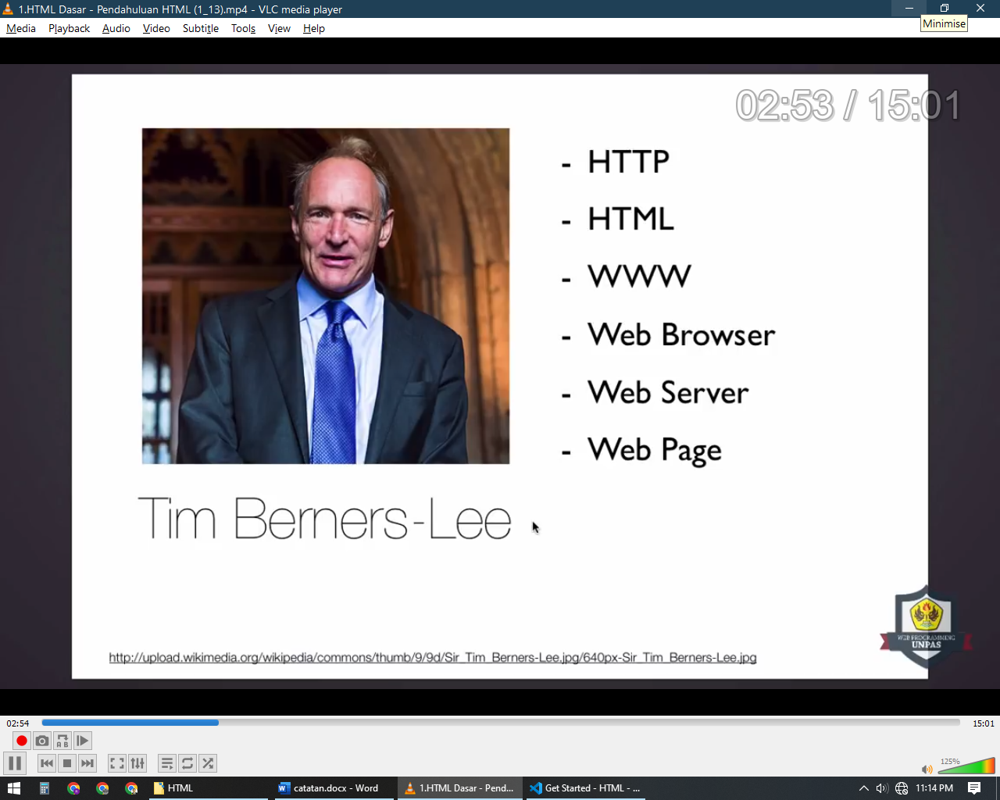 1.HTML Dasar - Pendahuluan HTML (1_13).mp4 - VLC media player
Minimise
Media Playback Audio Video Subtitle Tools View Help
02:53 / 15:01
- HTTP
- HTML
- WWW
- Web Browser
- Web Server
- Web Page
Tim Berners-Lee
WEB PROGRAMMING
UNPAS
http://upload.wikimedia.org/wikipedia/commons/thumb/9/9d/Sir_Tim_Berners-Lee.jpg/640px-Sir_Tim_Berners-Lee.jpg
02:54 15:01
A B
125%
HTML catatan.docx - Word 1.HTML Dasar - Pend... Get Started - HTML - ... 11:14 PM